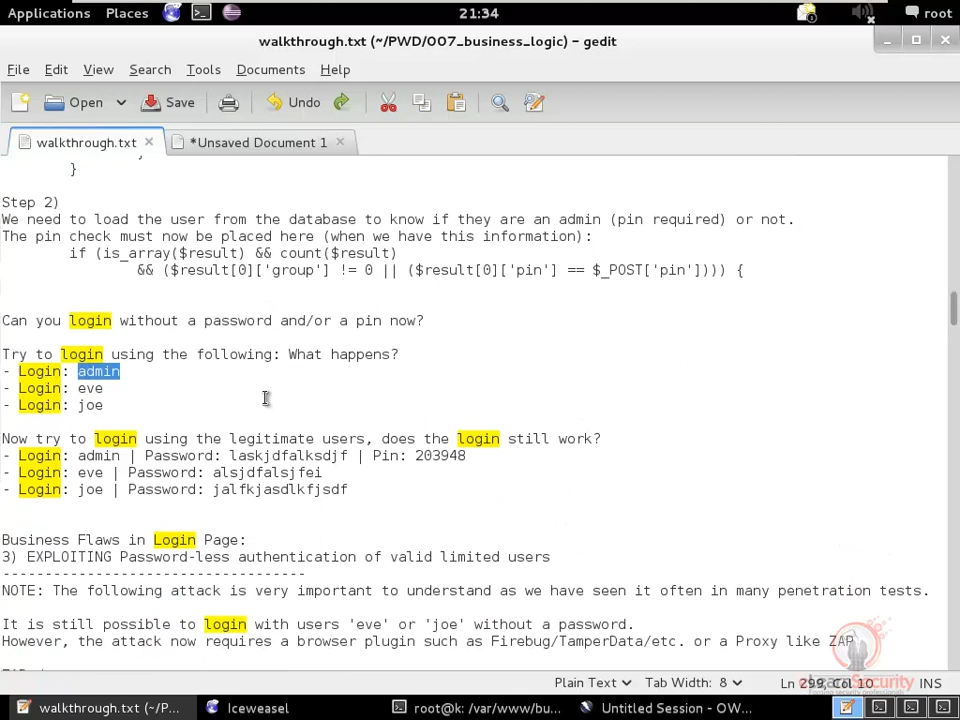 Applications Places 21:34 root
walkthrough.txt (~/PWD/007_business_logic) - gedit
File Edit View Search Tools Documents Help
Open Save Undo
walkthrough.txt *Unsaved Document 1
}
Step 2)
We need to load the user from the database to know if they are an admin (pin required) or not.
The pin check must now be placed here (when we have this information):
if (is_array($result) && count($result)
&& ($result[0]['group'] != 0 || ($result[0]['pin'] == $_POST['pin']))) {
Can you login without a password and/or a pin now?
Try to login using the following: What happens?
- Login: admin
- Login: eve
- Login: joe
Now try to login using the legitimate users, does the login still work?
- Login: admin | Password: laskjdfalksdjf | Pin: 203948
- Login: eve | Password: alsjdfalsjfei
- Login: joe | Password: jalfkjasdlkfjsdf
Business Flaws in Login Page:
3) EXPLOITING Password-less authentication of valid limited users
------------------------------------
NOTE: The following attack is very important to understand as we have seen it often in many penetration tests.
It is still possible to login with users 'eve' or 'joe' without a password.
However, the attack now requires a browser plugin such as Firebug/TamperData/etc. or a Proxy like ZAP
eLearnSecurity
Plain Text Tab Width: 8 Ln 299, Col 10 INS
walkthrough.txt (~/P... Iceweasel root@k: /var/www/bu... Untitled Session - OW...